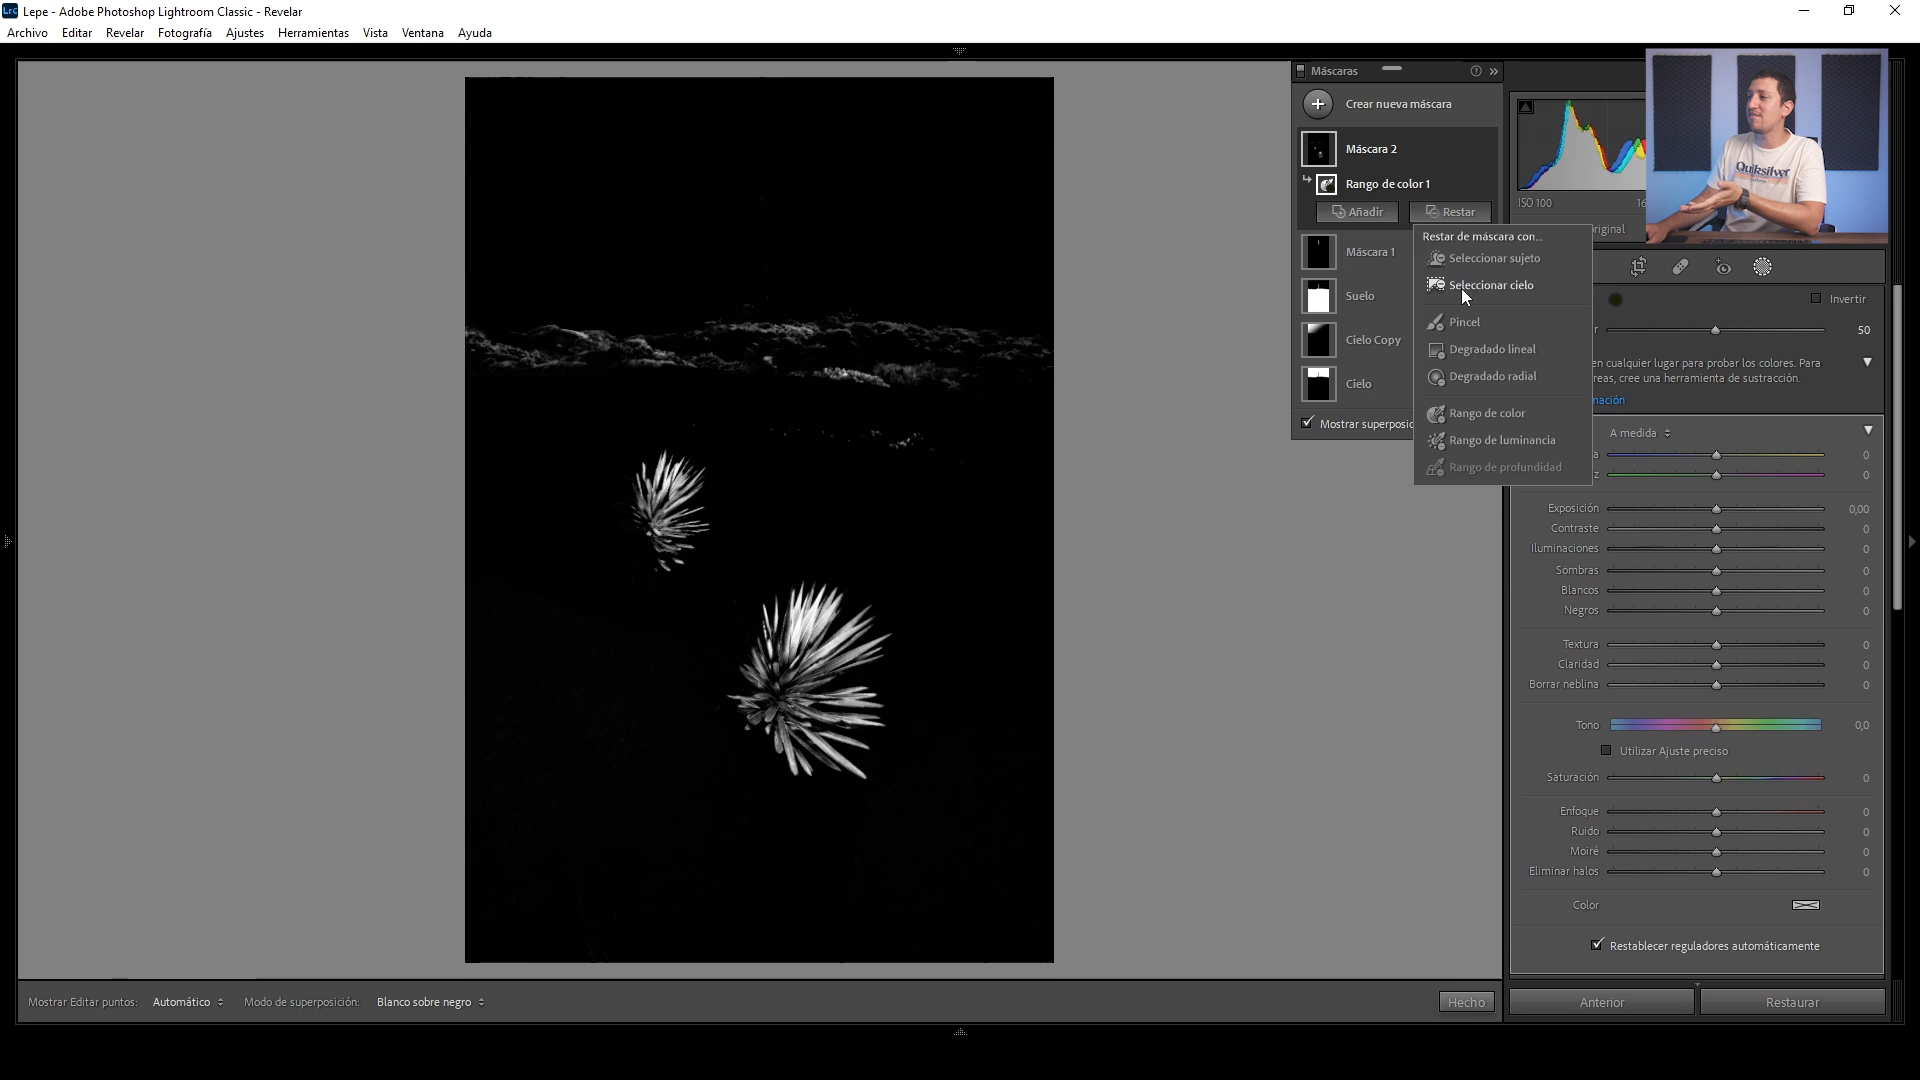 Lrc Lepe - Adobe Photoshop Lightroom Classic - Revelar
Archivo Editar Revelar Fotografía Ajustes Herramientas Vista Ventana Ayuda
Máscaras
Crear nueva máscara
Máscara 2
Rango de color 1
Añadir Restar
Máscara 1
Suelo
Cielo Copy
Cielo
Mostrar superposic
Restar de máscara con...
Seleccionar sujeto
Seleccionar cielo
Pincel
Degradado lineal
Degradado radial
Rango de color
Rango de luminancia
Rango de profundidad
ISO 100 16
riginal
Quiksilver
Invertir
r 50
en cualquier lugar para probar los colores. Para
reas, cree una herramienta de sustracción.
mación
A medida
a 0
z 0
Exposición 0,00
Contraste 0
Iluminaciones 0
Sombras 0
Blancos 0
Negros 0
Textura 0
Claridad 0
Borrar neblina 0
Tono 0,0
Utilizar Ajuste preciso
Saturación 0
Enfoque 0
Ruido 0
Moiré 0
Eliminar halos 0
Color
Restablecer reguladores automáticamente
Mostrar Editar puntos: Automático Modo de superposición: Blanco sobre negro Hecho
Anterior Restaurar